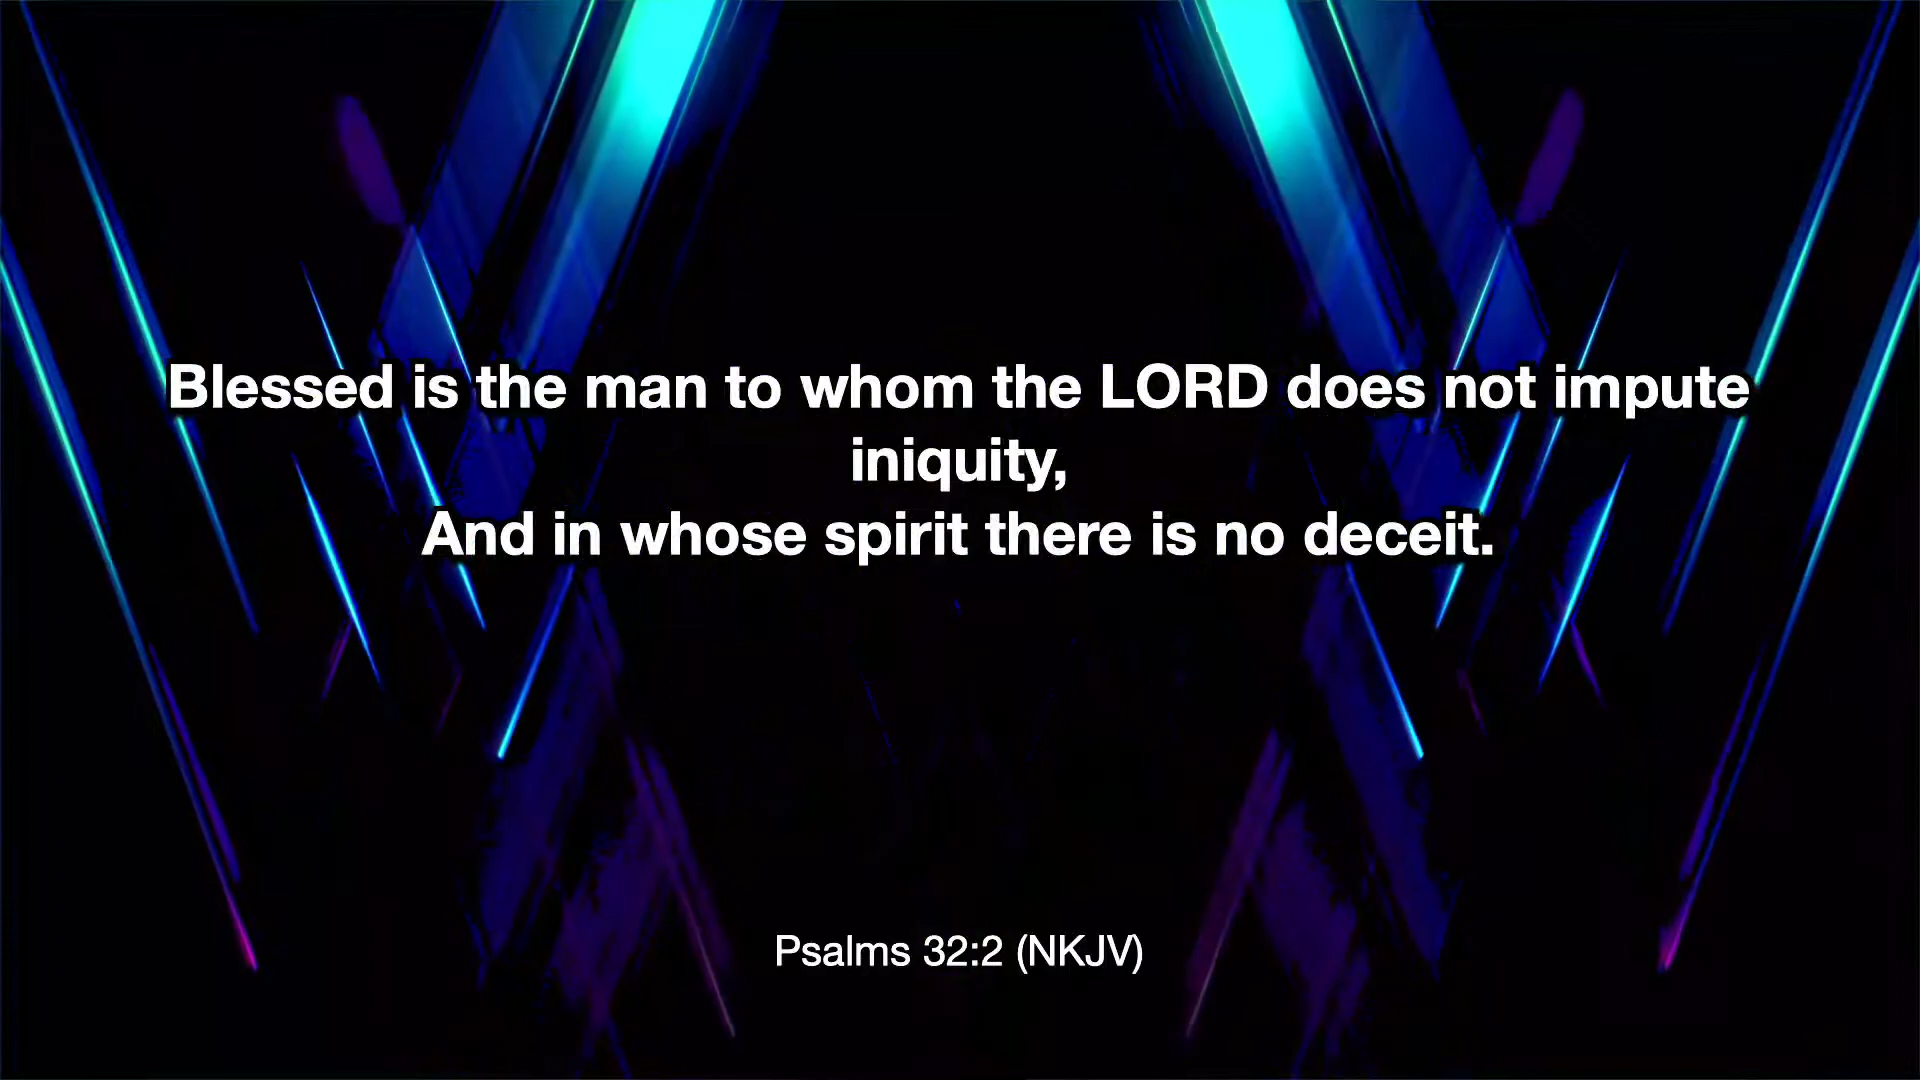 Blessed is the man to whom the LORD does not impute
iniquity,
And in whose spirit there is no deceit.
Psalms 32:2 (NKJV)